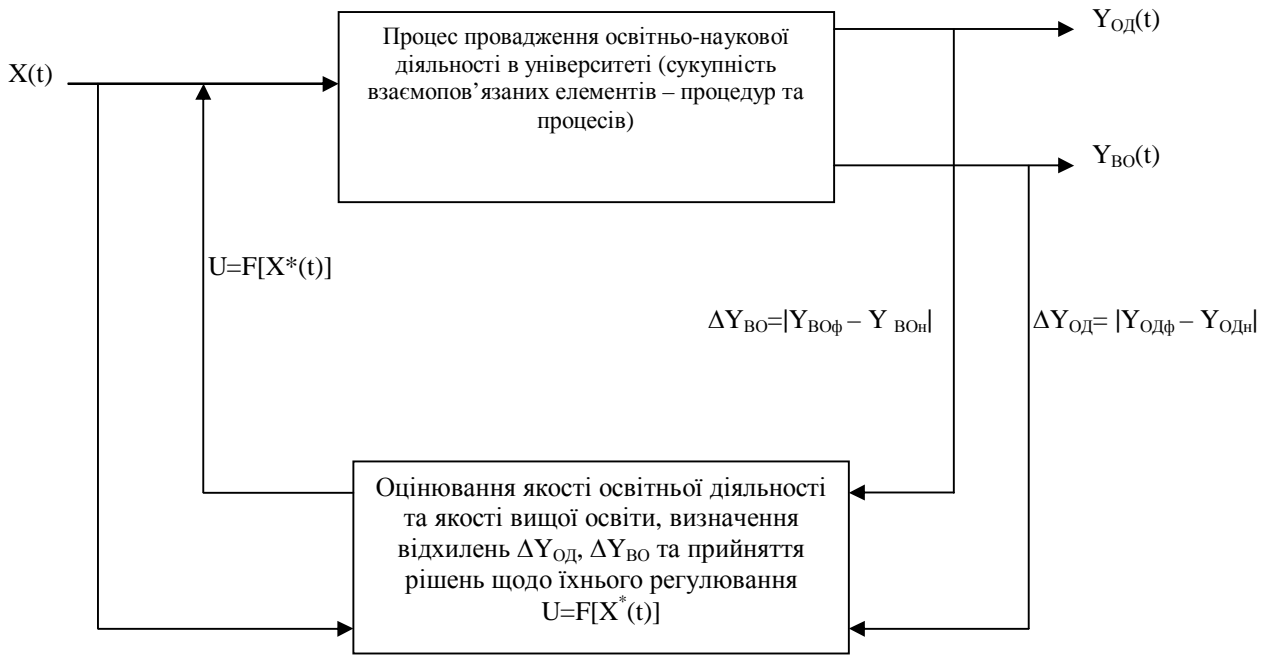 Y_ОД(t)
Процес провадження освітньо-наукової
діяльності в університеті (сукупність
взаємопов’язаних елементів – процедур та
процесів)
X(t)
Y_ВО(t)
U=F[X*(t)]
ΔY_ВО=|Y_ВОф – Y_ВОн|
ΔY_ОД= |Y_ОДф – Y_ОДн|
Оцінювання якості освітньої діяльності
та якості вищої освіти, визначення
відхилень ΔY_ОД, ΔY_ВО та прийняття
рішень щодо їхнього регулювання
U=F[X^*(t)]